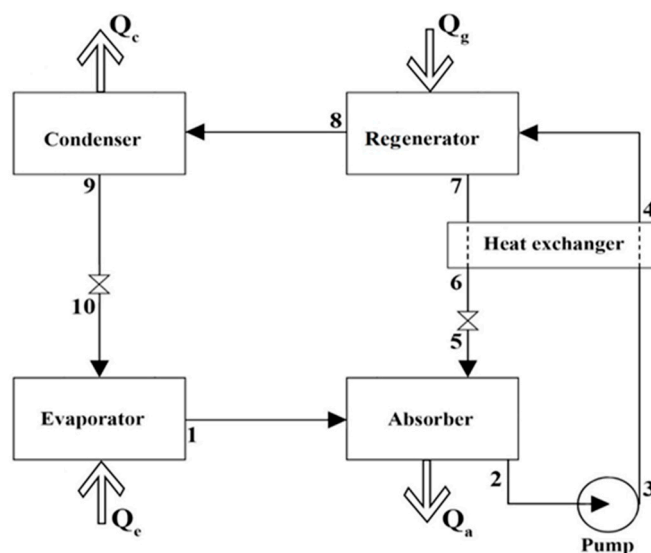 Qc
Qg
Condenser
8
Regenerator
9
7
4
Heat exchanger
10
6
5
Evaporator
1
Absorber
2
3
Qe
Qa
Pump